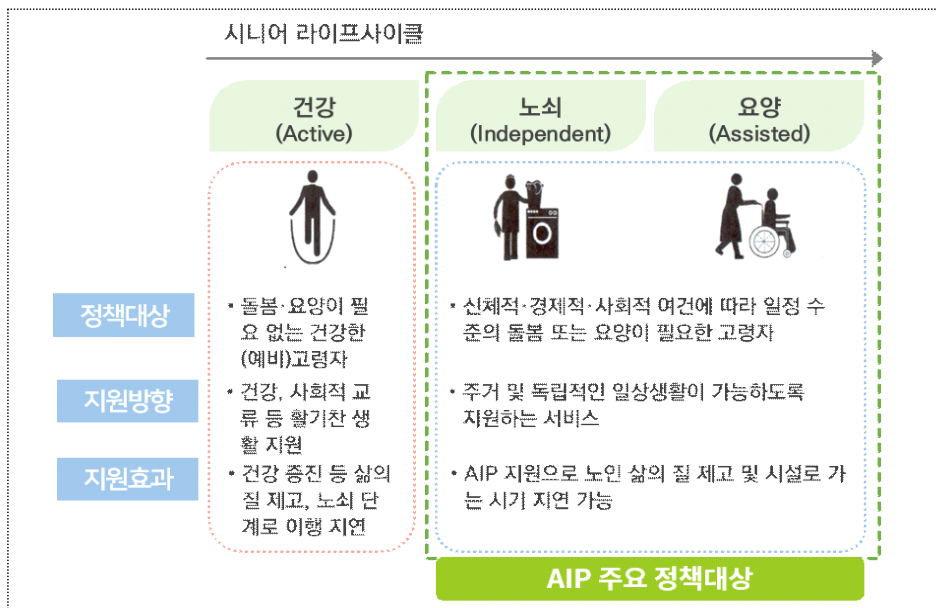 시니어 라이프사이클
건강
(Active)
노쇠
(Independent)
요양
(Assisted)
정책대상
• 돌봄·요양이 필
요 없는 건강한
(예비)고령자
• 신체적·경제적·사회적 여건에 따라 일정 수
준의 돌봄 또는 요양이 필요한 고령자
지원방향
• 건강, 사회적 교
류 등 활기찬 생
활 지원
• 주거 및 독립적인 일상생활이 가능하도록
지원하는 서비스
지원효과
• 건강 증진 등 삶의
질 제고, 노쇠 단
계로 이행 지연
• AIP 지원으로 노인 삶의 질 제고 및 시설로 가
는 시기 지연 가능
AIP 주요 정책대상